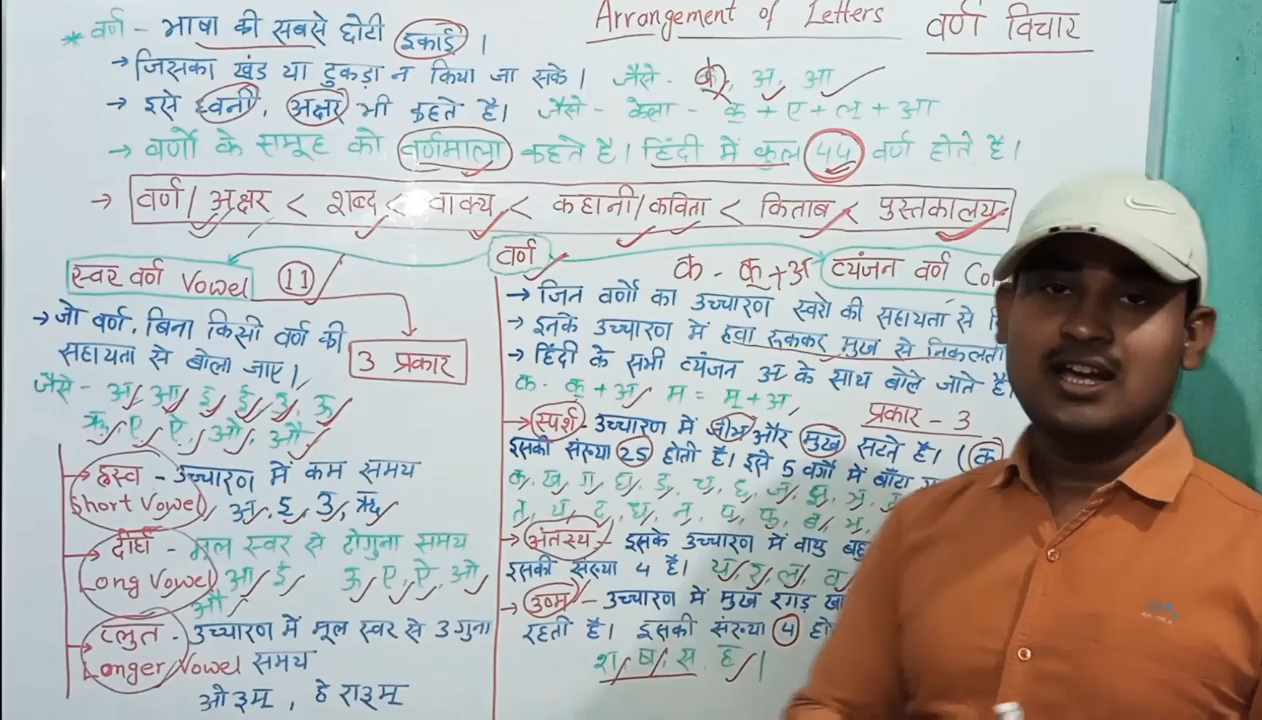 Arrangement of Letters वर्ण विचार
* वर्ण - भाषा की सबसे छोटी इकाई ।
→ जिसका खंड या टुकड़ा न किया जा सके । जैसे - क, अ, आ
→ इसे ध्वनी, अक्षर भी कहते है। जैसे - केला - क् + ए + ल् + आ
→ वर्णो के समूह को वर्णमाला कहते है। हिंदी में कुल 44 वर्ण होते है।
→ वर्ण / अक्षर < शब्द < वाक्य < कहानी/कविता < किताब < पुस्तकालय
वर्ण
स्वर वर्ण Vowel 11
→ जो वर्ण, बिना किसी वर्ण की
सहायता से बोला जाए।
3 प्रकार
जैसे - अ, आ, इ, ई, उ, ऊ
ऋ, ए, ऐ, ओ, औ
→ ह्रस्व - उच्चारण में कम समय
Short Vowel अ, इ, उ, ऋ
→ दीर्घ - मूल स्वर से दोगुना समय
Long Vowel आ, ई, ऊ, ए, ऐ, ओ,
औ
→ प्लुत - उच्चारण में मूल स्वर से 3 गुना
Longer Vowel समय
ओ३म् , हे रा३म्
क - क् + अ व्यंजन वर्ण
→ जिन वर्णो का उच्चारण स्वरो की सहायता से
→ इनके उच्चारण में हवा रूककर मुख से निकलती
→ हिंदी के सभी व्यंजन अ के साथ बोले जाते है
क - क् + अ, म = म् + अ,
प्रकार - 3
→ स्पर्श - उच्चारण में जीभ और मुख सटते है। (क
इसकी संख्या 25 होती है। इसे 5 वर्गो में बाँटा
क, ख, ग, घ, ङ, च, छ, ज, झ, ञ,
त, थ, द, ध, न, प, फ, ब, भ,
→ अंतस्थ - इसके उच्चारण में वायु
इसकी संख्या 4 है। य, र, ल, व
→ उष्म - उच्चारण में मुख रगड़
रहती है। इसकी संख्या 4
श, ष, स, ह ।